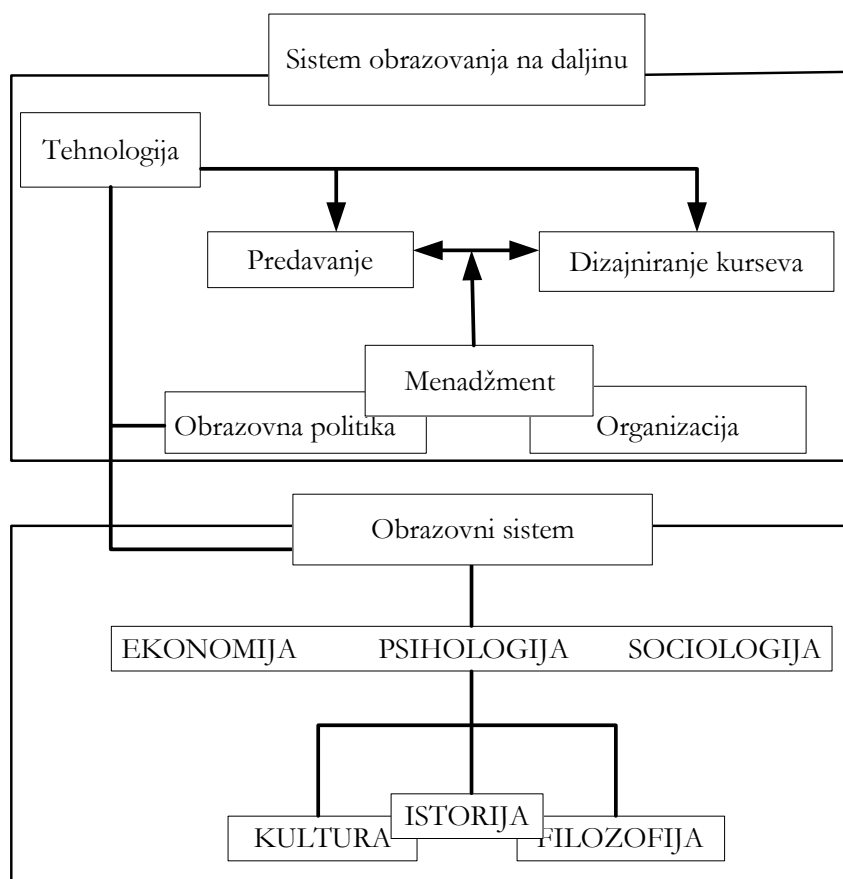 Sistem obrazovanja na daljinu
Tehnologija
Predavanje
Dizajniranje kurseva
Menadžment
Obrazovna politika
Organizacija
Obrazovni sistem
EKONOMIJA PSIHOLOGIJA SOCIOLOGIJA
ISTORIJA
KULTURA
FILOZOFIJA